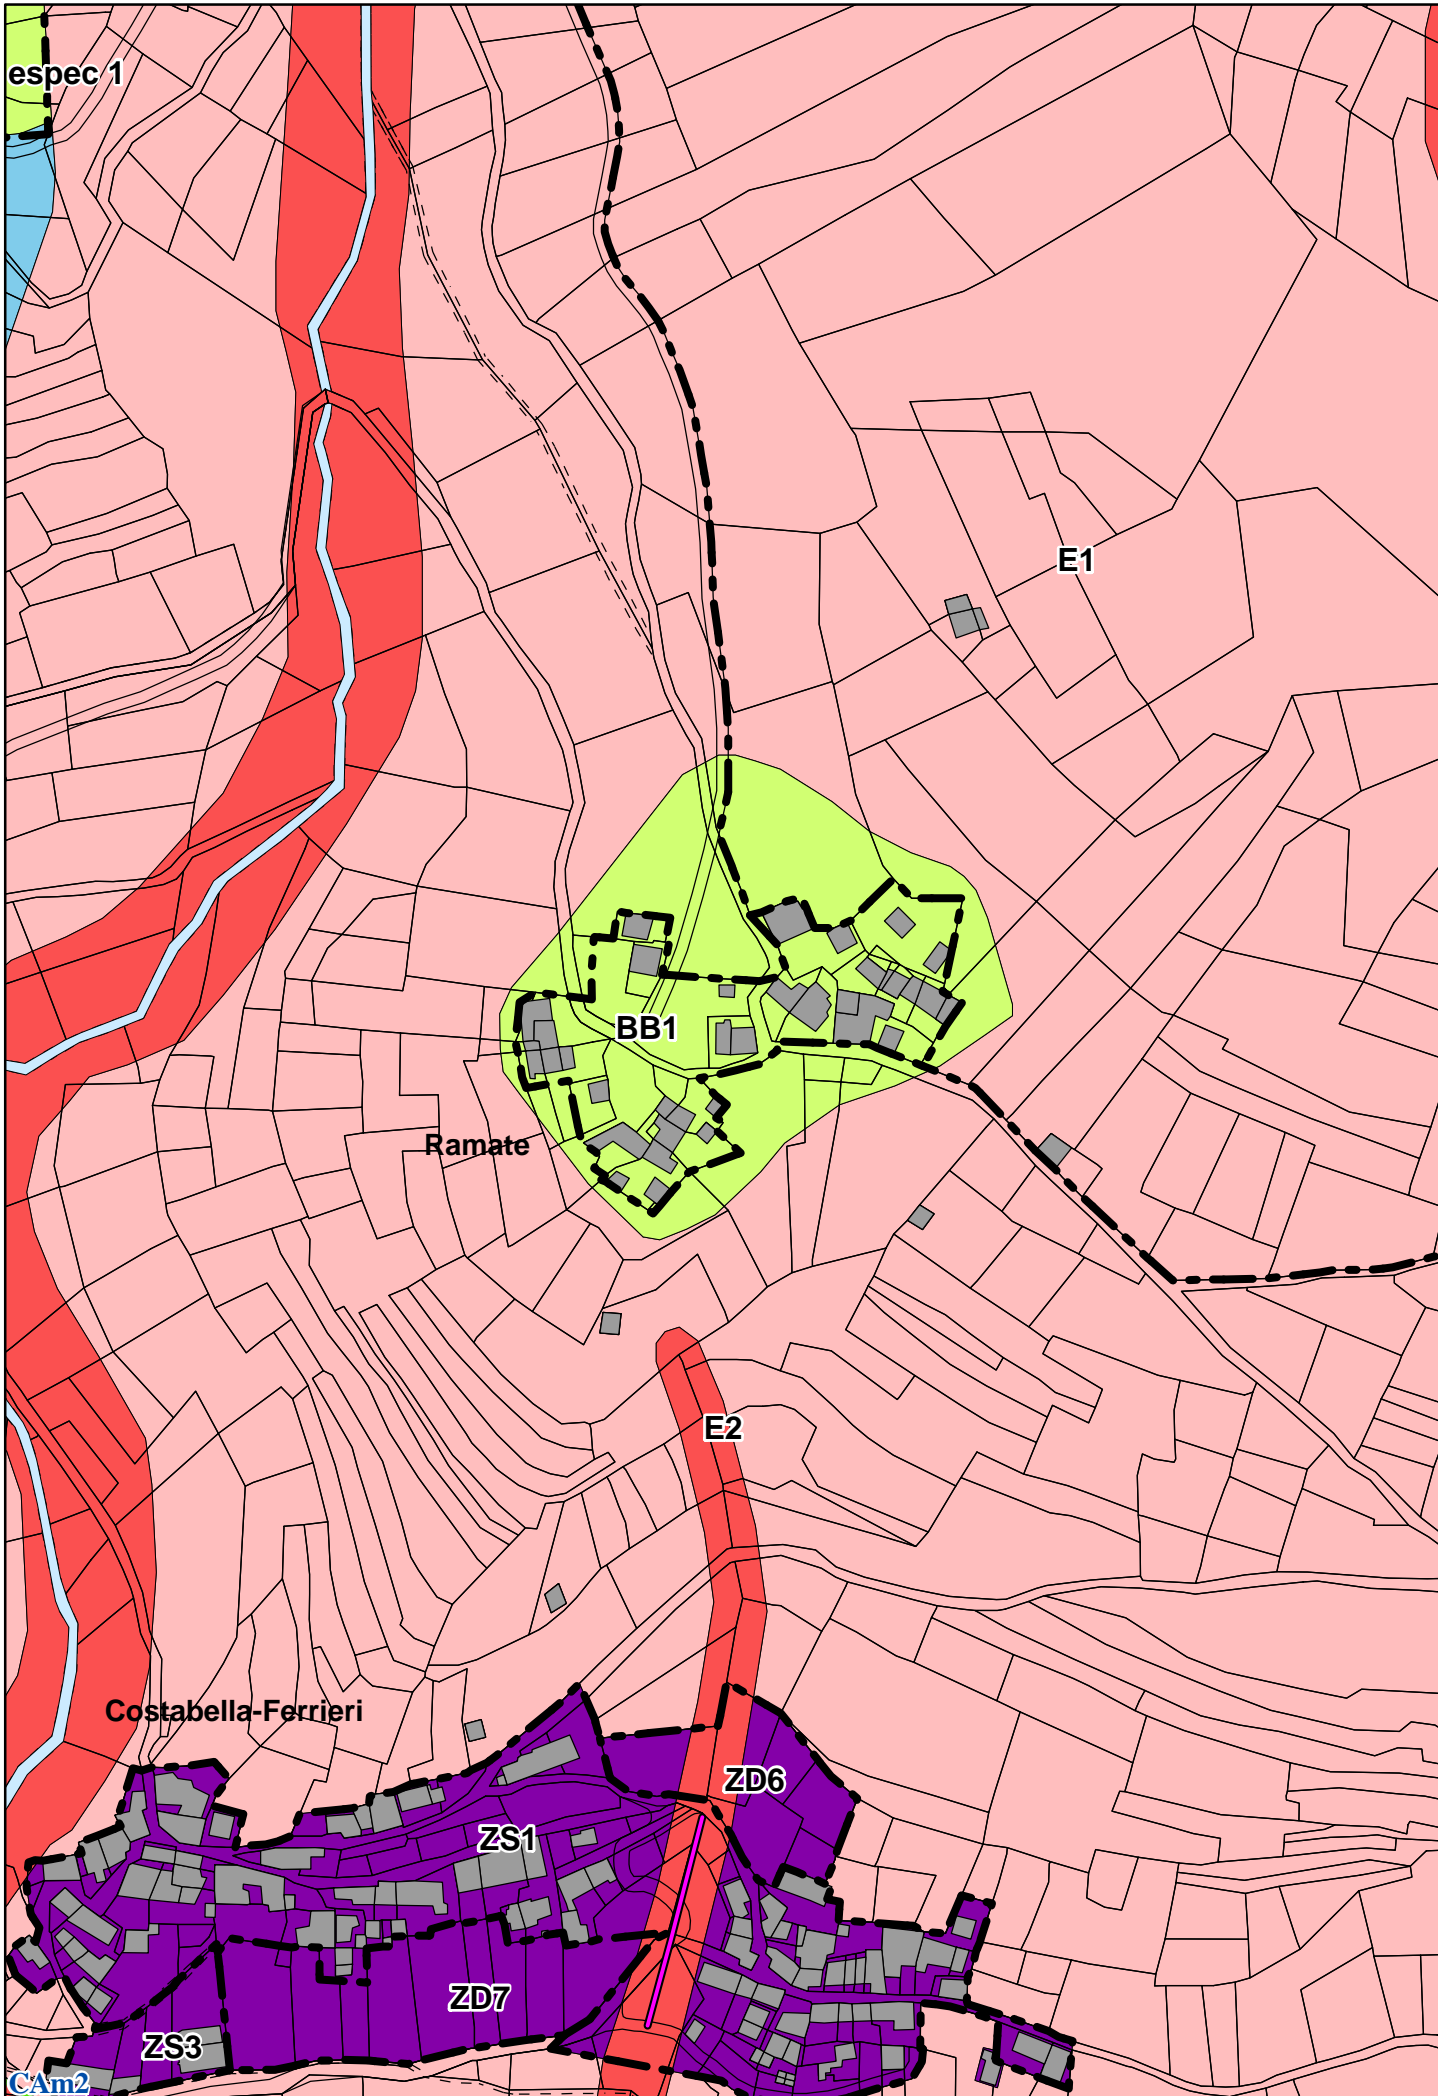 espec 1
E1
BB1
Ramate
E2
Costabella-Ferrieri
ZD6
ZS1
ZD7
ZS3
CAm2